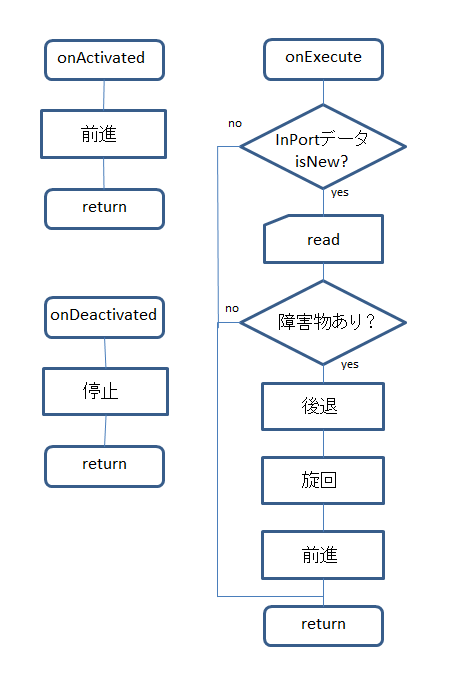 onActivated
前進
return
onDeactivated
停止
return
onExecute
no
InPortデータ
isNew?
yes
read
no
障害物あり？
yes
後退
旋回
前進
return